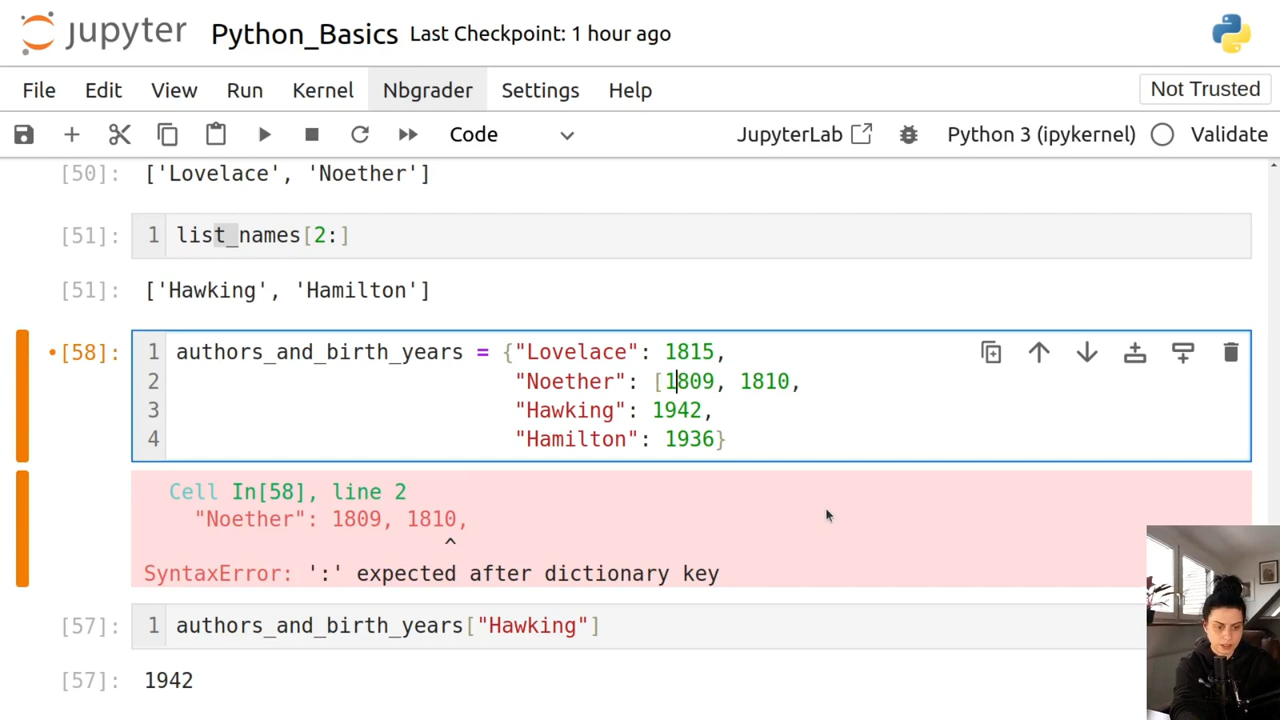 jupyter Python_Basics Last Checkpoint: 1 hour ago
File Edit View Run Kernel Nbgrader Settings Help Not Trusted
Code JupyterLab Python 3 (ipykernel) Validate
[50]: ['Lovelace', 'Noether']
[51]: 1 list_names[2:]
[51]: ['Hawking', 'Hamilton']
•[58]: 1 authors_and_birth_years = {"Lovelace": 1815,
2 "Noether": [1809, 1810,
3 "Hawking": 1942,
4 "Hamilton": 1936}
Cell In[58], line 2
"Noether": 1809, 1810,
^
SyntaxError: ':' expected after dictionary key
[57]: 1 authors_and_birth_years["Hawking"]
[57]: 1942